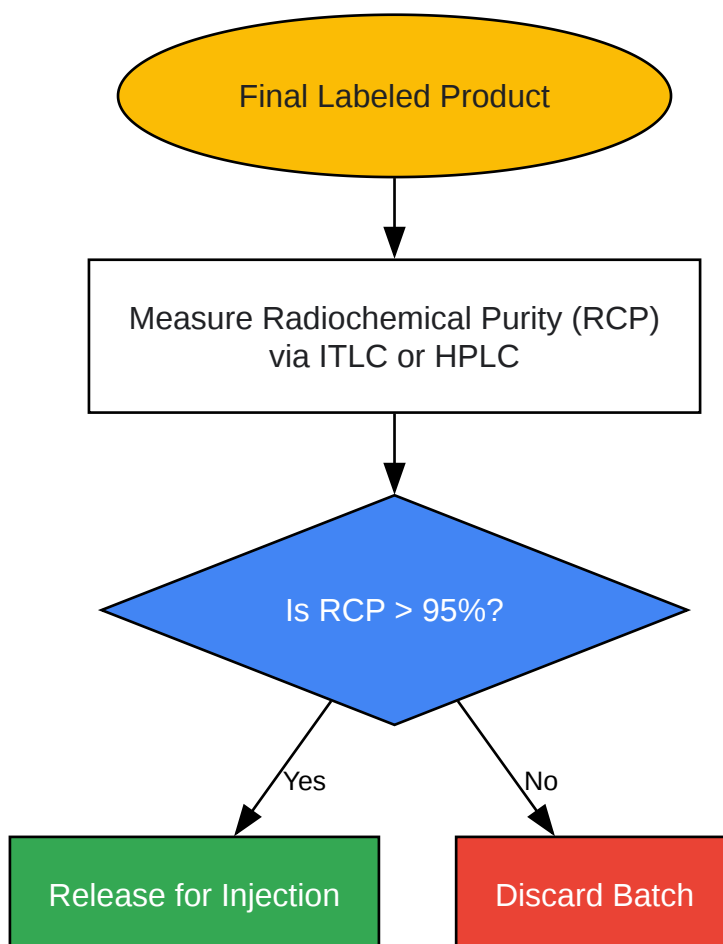 Final Labeled Product
Measure Radiochemical Purity (RCP)
via ITLC or HPLC
Is RCP > 95%?
Yes
No
Release for Injection
Discard Batch